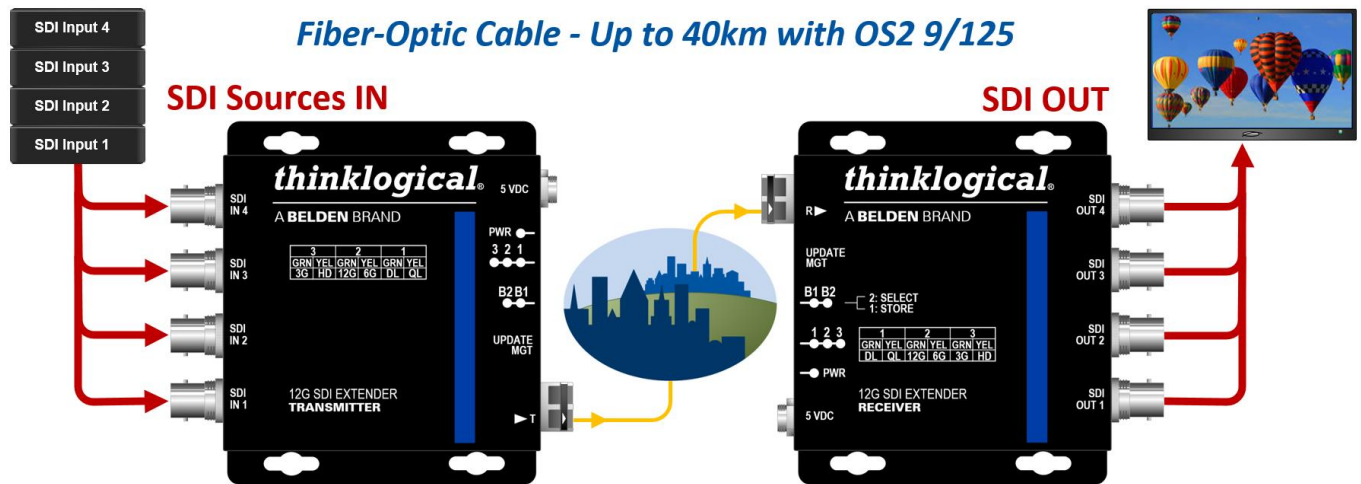 Fiber-Optic Cable - Up to 40km with OS2 9/125
SDI Input 4
SDI Input 3
SDI Input 2
SDI Input 1
SDI Sources IN
SDI OUT
thinklogical®
A BELDEN BRAND
5 VDC
SDI
IN 4
SDI
IN 3
SDI
IN 2
SDI
IN 1
3 2 1
GRN YEL GRN YEL GRN YEL
3G HD 12G 6G DL QL
PWR
3 2 1
B2 B1
UPDATE
MGT
12G SDI EXTENDER
TRANSMITTER
T
thinklogical®
A BELDEN BRAND
R
UPDATE
MGT
B1 B2
2: SELECT
1: STORE
1 2 3
1 2 3
GRN YEL GRN YEL GRN YEL
DL QL 12G 6G 3G HD
PWR
5 VDC
12G SDI EXTENDER
RECEIVER
SDI
OUT 4
SDI
OUT 3
SDI
OUT 2
SDI
OUT 1